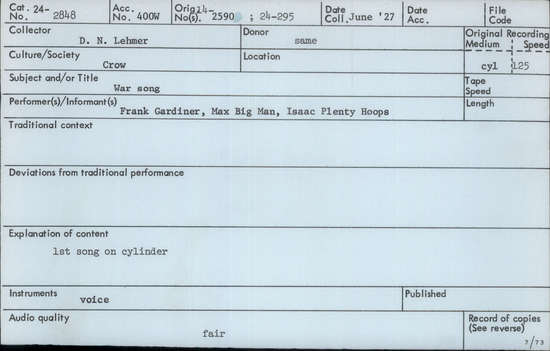 Cat. 24- No. 2848 Acc. No. 400W Orig. 24- No(s). 2590 ; 24-295 Date Coll. June '27 Date Acc. File Code
Collector D. N. Lehmer Donor same Original Recording Medium Speed cyl 125
Culture/Society Crow Location
Subject and/or Title War song Tape Speed
Performer(s)/Informant(s) Frank Gardiner, Max Big Man, Isaac Plenty Hoops Length
Traditional context
Deviations from traditional performance
Explanation of content
1st song on cylinder
Instruments voice Published
Audio quality fair Record of copies (See reverse)
7/73